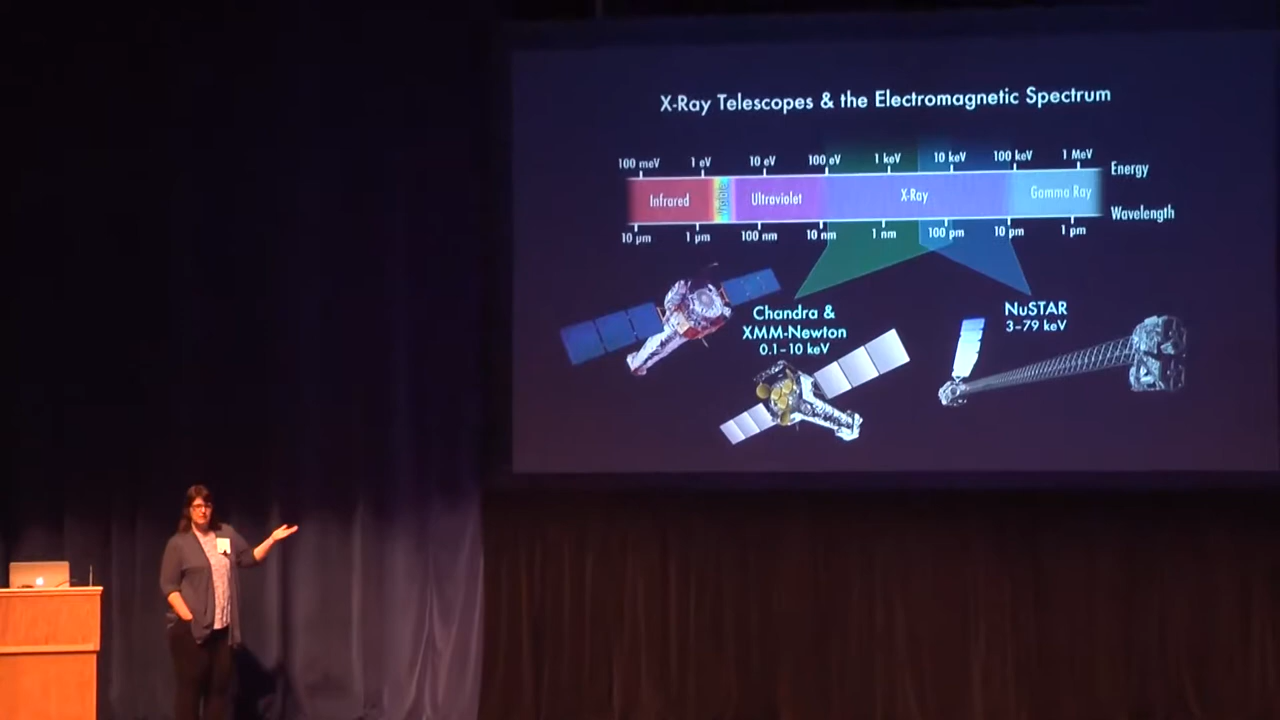 X-Ray Telescopes & the Electromagnetic Spectrum
100 meV 1 eV 10 eV 100 eV 1 keV 10 keV 100 keV 1 MeV
Energy
Infrared Visible Ultraviolet X-Ray Gamma Ray
Wavelength
10 µm 1 µm 100 nm 10 nm 1 nm 100 pm 10 pm 1 pm
Chandra &
XMM-Newton
0.1–10 keV
NuSTAR
3–79 keV